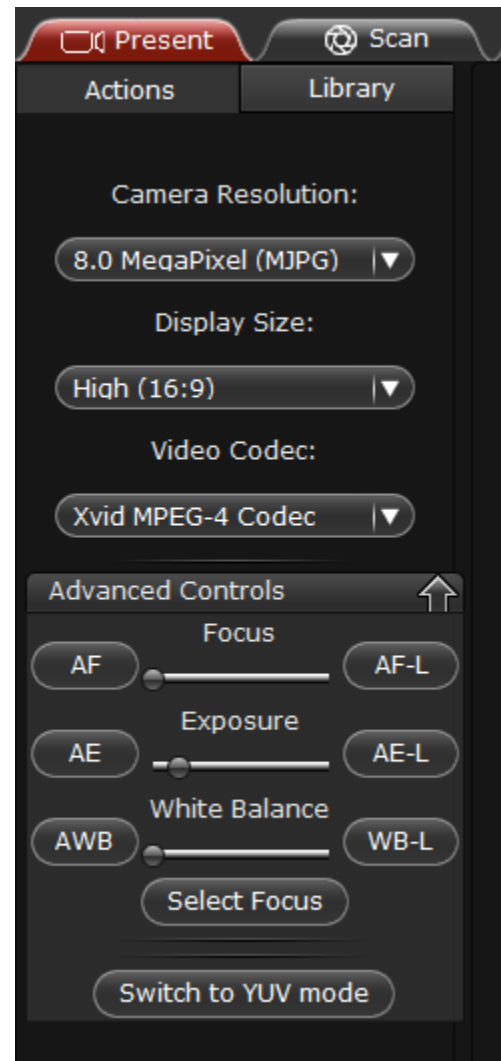 Present
Scan
Actions
Library
Camera Resolution:
8.0 MegaPixel (MJPG)
Display Size:
High (16:9)
Video Codec:
Xvid MPEG-4 Codec
Advanced Controls
Focus
AF
AF-L
Exposure
AE
AE-L
White Balance
AWB
WB-L
Select Focus
Switch to YUV mode